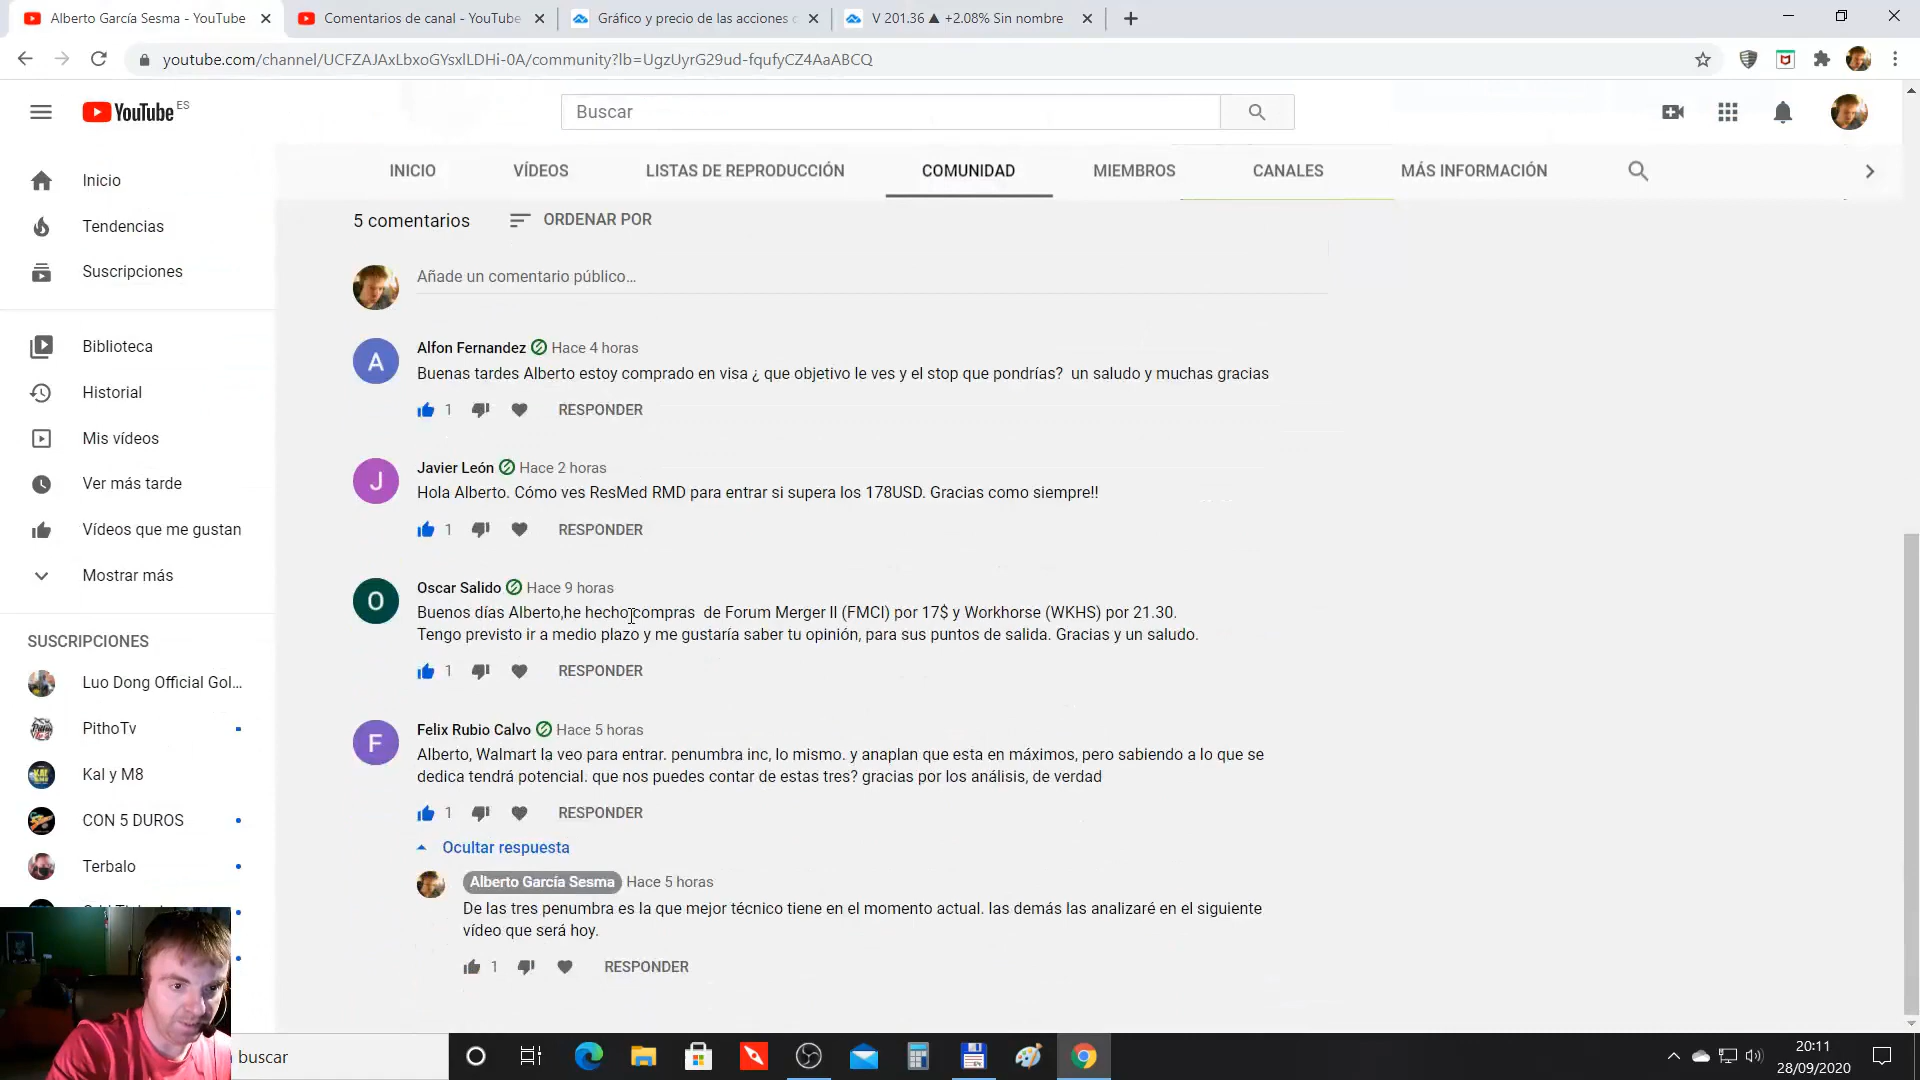 Alberto García Sesma - YouTube
Comentarios de canal - YouTube
Gráfico y precio de las acciones
V 201.36 ▲ +2.08% Sin nombre
youtube.com/channel/UCFZAJAxLbxoGYsxlLDHi-0A/community?lb=UgzUyrG29ud-fqufyCZ4AaABCQ
YouTube ES
Buscar
INICIO
VÍDEOS
LISTAS DE REPRODUCCIÓN
COMUNIDAD
MIEMBROS
CANALES
MÁS INFORMACIÓN
Inicio
Tendencias
Suscripciones
Biblioteca
Historial
Mis vídeos
Ver más tarde
Vídeos que me gustan
Mostrar más
SUSCRIPCIONES
Luo Dong Official Gol...
PithoTv
Kal y M8
CON 5 DUROS
Terbalo
5 comentarios
ORDENAR POR
Añade un comentario público...
A
Alfon Fernandez Hace 4 horas
Buenas tardes Alberto estoy comprado en visa ¿ que objetivo le ves y el stop que pondrías? un saludo y muchas gracias
1 RESPONDER
J
Javier León Hace 2 horas
Hola Alberto. Cómo ves ResMed RMD para entrar si supera los 178USD. Gracias como siempre!!
1 RESPONDER
O
Oscar Salido Hace 9 horas
Buenos días Alberto,he hecho compras de Forum Merger II (FMCI) por 17$ y Workhorse (WKHS) por 21.30.
Tengo previsto ir a medio plazo y me gustaría saber tu opinión, para sus puntos de salida. Gracias y un saludo.
1 RESPONDER
F
Felix Rubio Calvo Hace 5 horas
Alberto, Walmart la veo para entrar. penumbra inc, lo mismo. y anaplan que esta en máximos, pero sabiendo a lo que se
dedica tendrá potencial. que nos puedes contar de estas tres? gracias por los análisis, de verdad
1 RESPONDER
Ocultar respuesta
Alberto García Sesma Hace 5 horas
De las tres penumbra es la que mejor técnico tiene en el momento actual. las demás las analizaré en el siguiente
vídeo que será hoy.
1 RESPONDER
buscar
20:11
28/09/2020